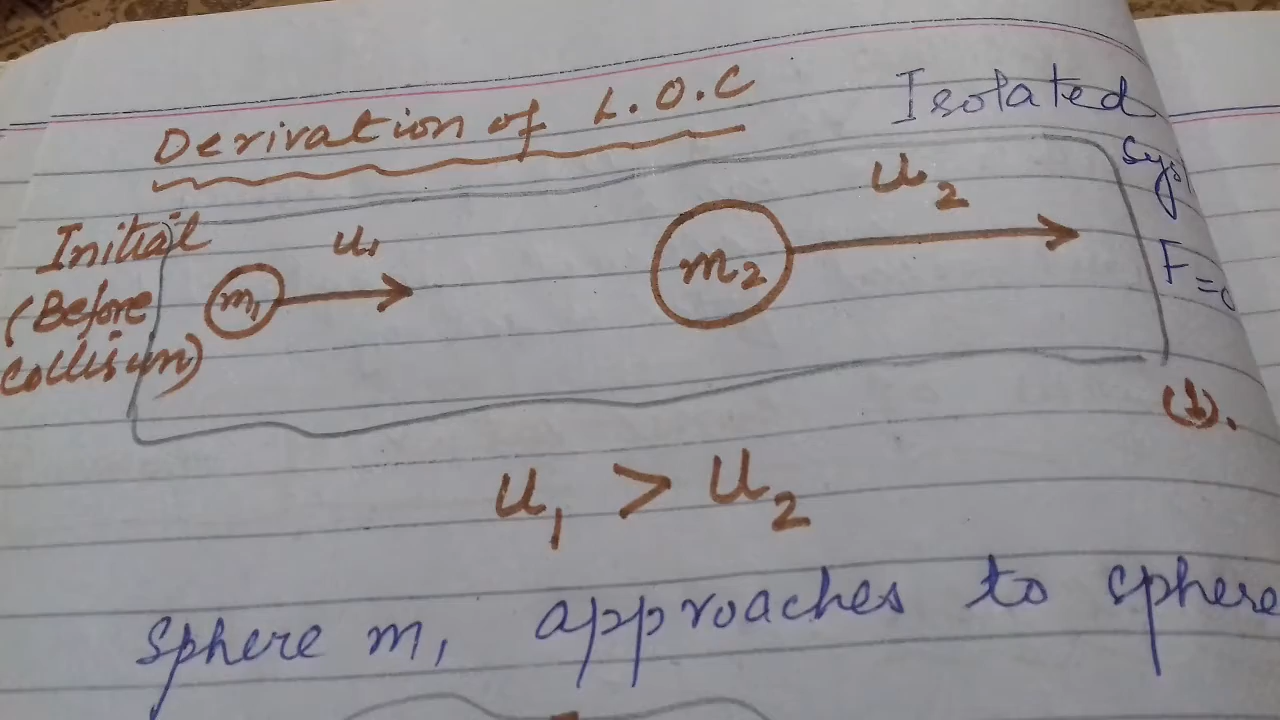 Derivation of L.O.C
Isolated
Initial
(Before
Collision)
u₁
m₁
u₂
m₂
F =
(1).
u₁ > u₂
Sphere m₁ approaches to sphere